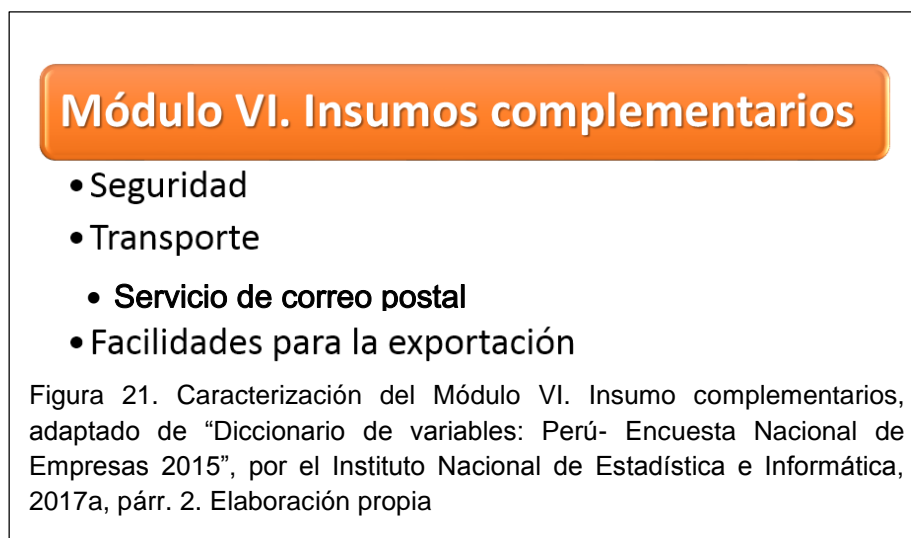 Módulo VI. Insumos complementarios
• Seguridad
• Transporte
• Servicio de correo postal
• Facilidades para la exportación
Figura 21. Caracterización del Módulo VI. Insumo complementarios,
adaptado de “Diccionario de variables: Perú- Encuesta Nacional de
Empresas 2015”, por el Instituto Nacional de Estadística e Informática,
2017a, párr. 2. Elaboración propia